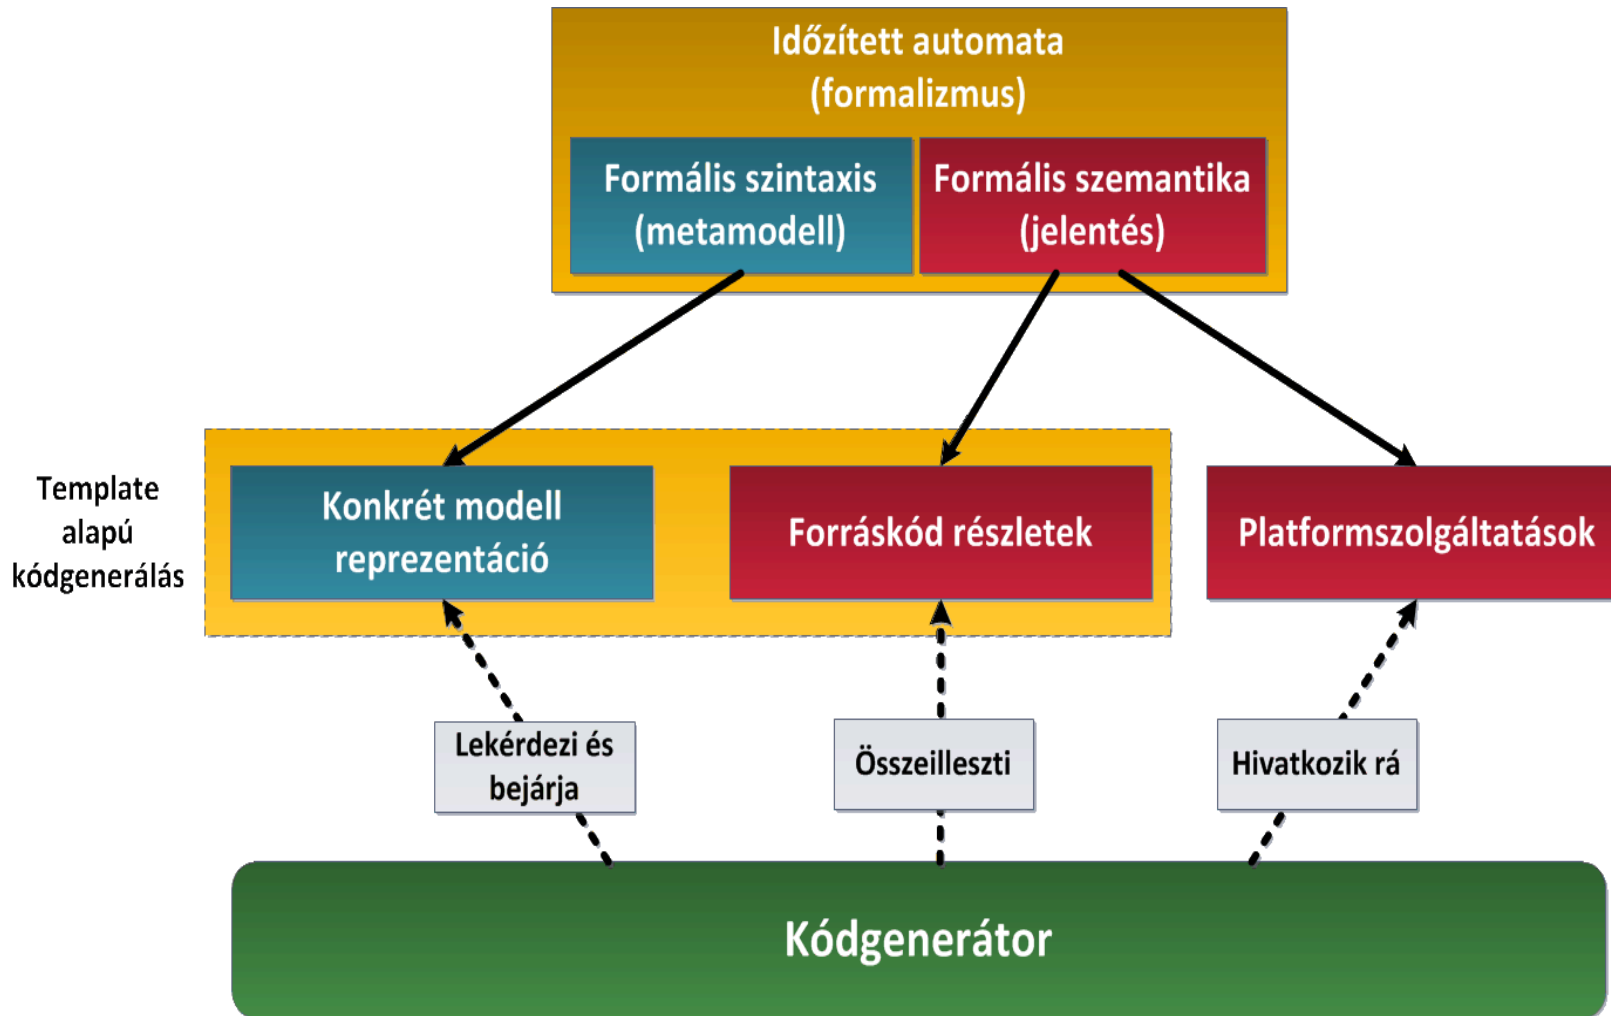 Időzített automata
(formalizmus)
Formális szintaxis
(metamodell)
Formális szemantika
(jelentés)
Template
alapú
kódgenerálás
Konkrét modell
reprezentáció
Forráskód részletek
Platformszolgáltatások
Lekérdezi és
bejárja
Összeilleszti
Hivatkozik rá
Kódgenerátor